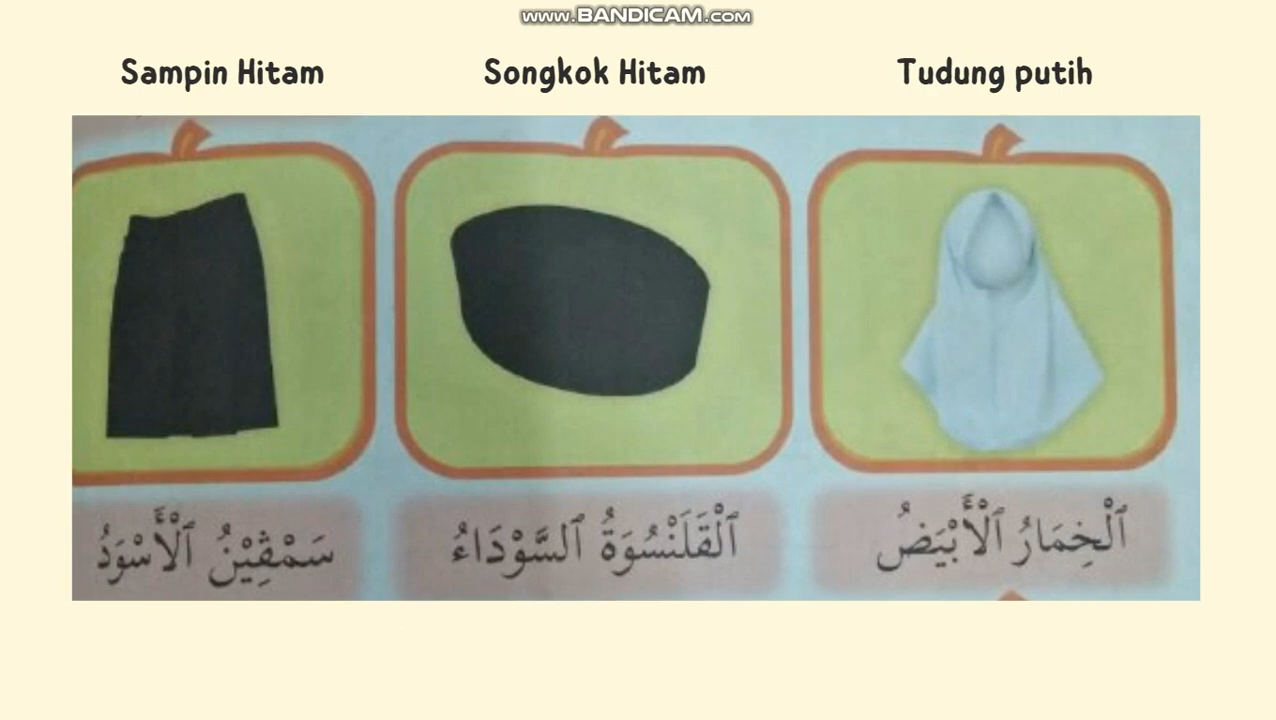 www.BANDICAM.com
Sampin Hitam
Songkok Hitam
Tudung putih
سَمْڤِيْنُ ٱلْأَسْوَدُ
ٱلْقَلَنْسُوَةُ ٱلسَّوْدَاءُ
ٱلْخِمَارُ ٱلْأَبْيَضُ